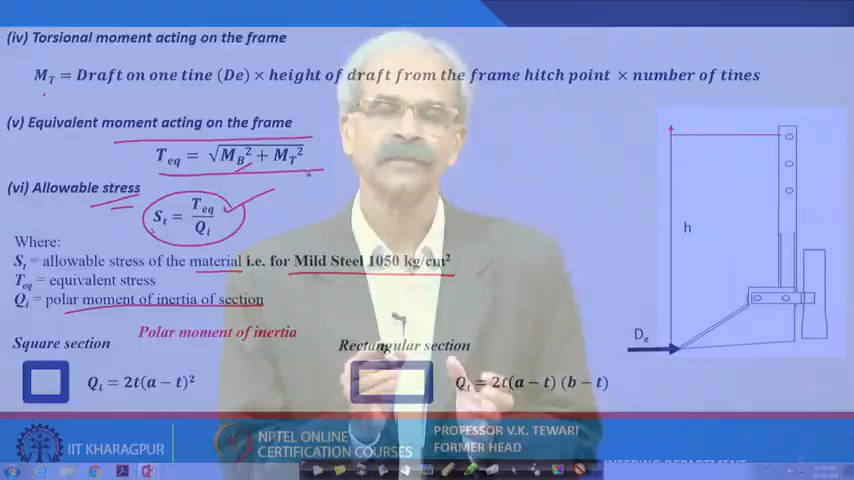 (iv) Torsional moment acting on the frame
M_T = Draft on one tine (De) × height of draft from the frame hitch point × number of tines
(v) Equivalent moment acting on the frame
T_eq = √M_B² + M_T²
(vi) Allowable stress
S_t = T_eq / Q_i
Where:
S_t = allowable stress of the material i.e. for Mild Steel 1050 kg/cm²
T_eq = equivalent stress
Q_i = polar moment of inertia of section
Polar moment of inertia
Square section
Rectangular section
Q_i = 2t(a − t)²
Q_i = 2t(a − t) (b − t)
h
D_e
IIT KHARAGPUR
NPTEL ONLINE
CERTIFICATION COURSES
PROFESSOR V.K. TEWARI
FORMER HEAD
ENGINEERING DEPARTMENT